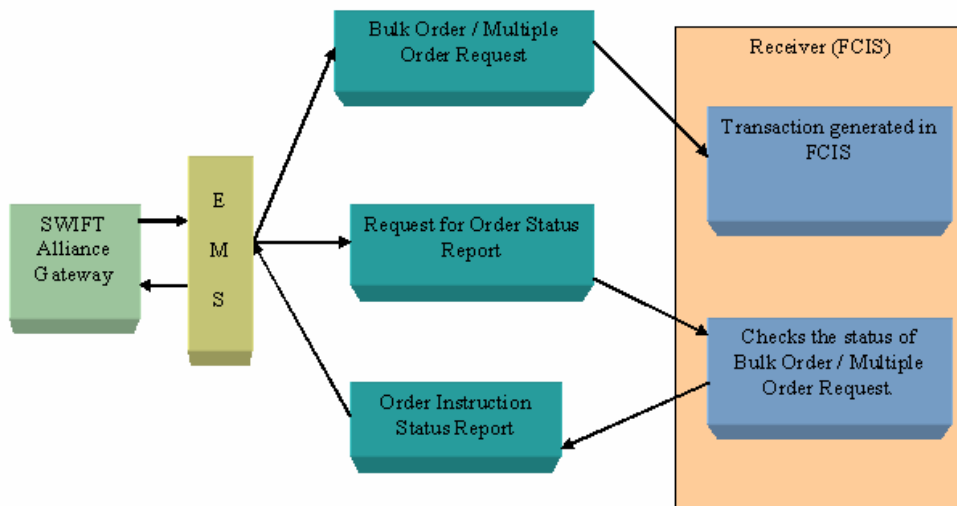 Bulk Order / Multiple
Order Request
Receiver (FCIS)
Transaction generated in
FCIS
E
M
S
SWIFT
Alliance
Gateway
Request for Order Status
Report
Checks the status of
Bulk Order / Multiple
Order Request.
Order Instruction
Status Report